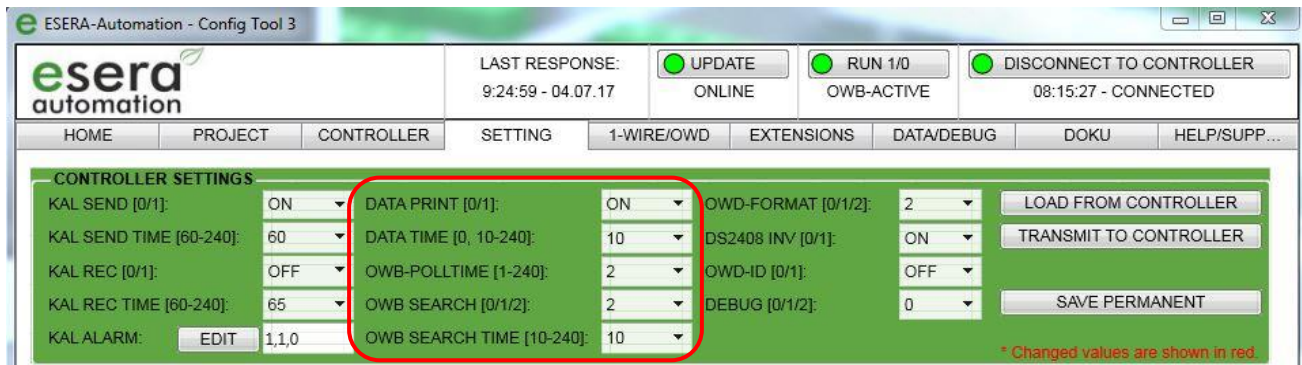 ESERA-Automation - Config Tool 3
esera
automation
LAST RESPONSE:
9:24:59 - 04.07.17
UPDATE
ONLINE
RUN 1/0
OWB-ACTIVE
DISCONNECT TO CONTROLLER
08:15:27 - CONNECTED
HOME PROJECT CONTROLLER SETTING 1-WIRE/OWD EXTENSIONS DATA/DEBUG DOKU HELP/SUPP...
CONTROLLER SETTINGS
KAL SEND [0/1]: ON DATA PRINT [0/1]: ON OWD-FORMAT [0/1/2]: 2 LOAD FROM CONTROLLER
KAL SEND TIME [60-240]: 60 DATA TIME [0, 10-240]: 10 DS2408 INV [0/1]: ON TRANSMIT TO CONTROLLER
KAL REC [0/1]: OFF OWB-POLLTIME [1-240]: 2 OWD-ID [0/1]: OFF
KAL REC TIME [60-240]: 65 OWB SEARCH [0/1/2]: 2 DEBUG [0/1/2]: 0 SAVE PERMANENT
KAL ALARM: EDIT 1,1,0 OWB SEARCH TIME [10-240]: 10
* Changed values are shown in red.